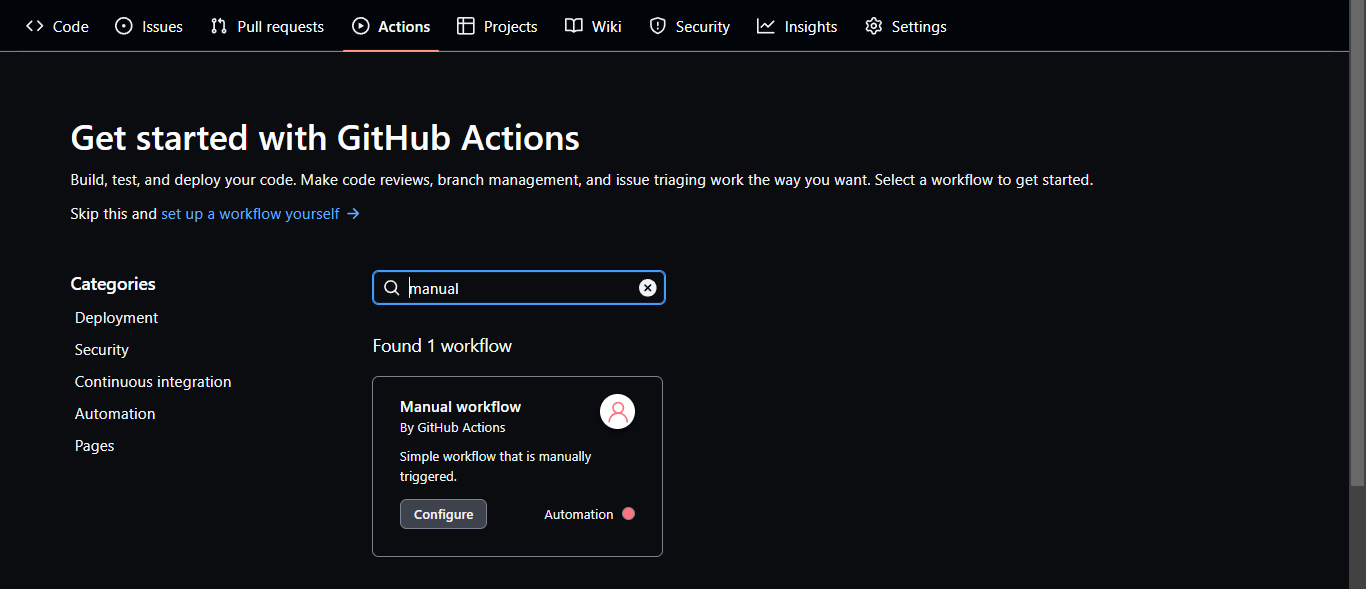 Code Issues Pull requests Actions Projects Wiki Security Insights Settings
Get started with GitHub Actions
Build, test, and deploy your code. Make code reviews, branch management, and issue triaging work the way you want. Select a workflow to get started.
Skip this and set up a workflow yourself →
Categories
Deployment
Security
Continuous integration
Automation
Pages
manual
Found 1 workflow
Manual workflow
By GitHub Actions
Simple workflow that is manually
triggered.
Configure
Automation